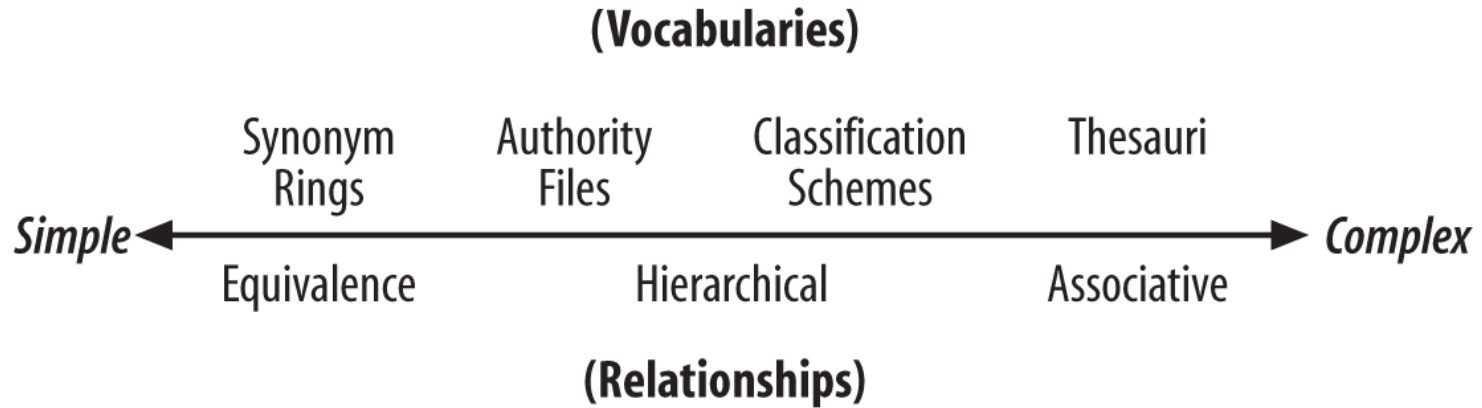 (Vocabularies)
Synonym Authority Classification Thesauri
Rings Files Schemes
Simple Complex
Equivalence Hierarchical Associative
(Relationships)